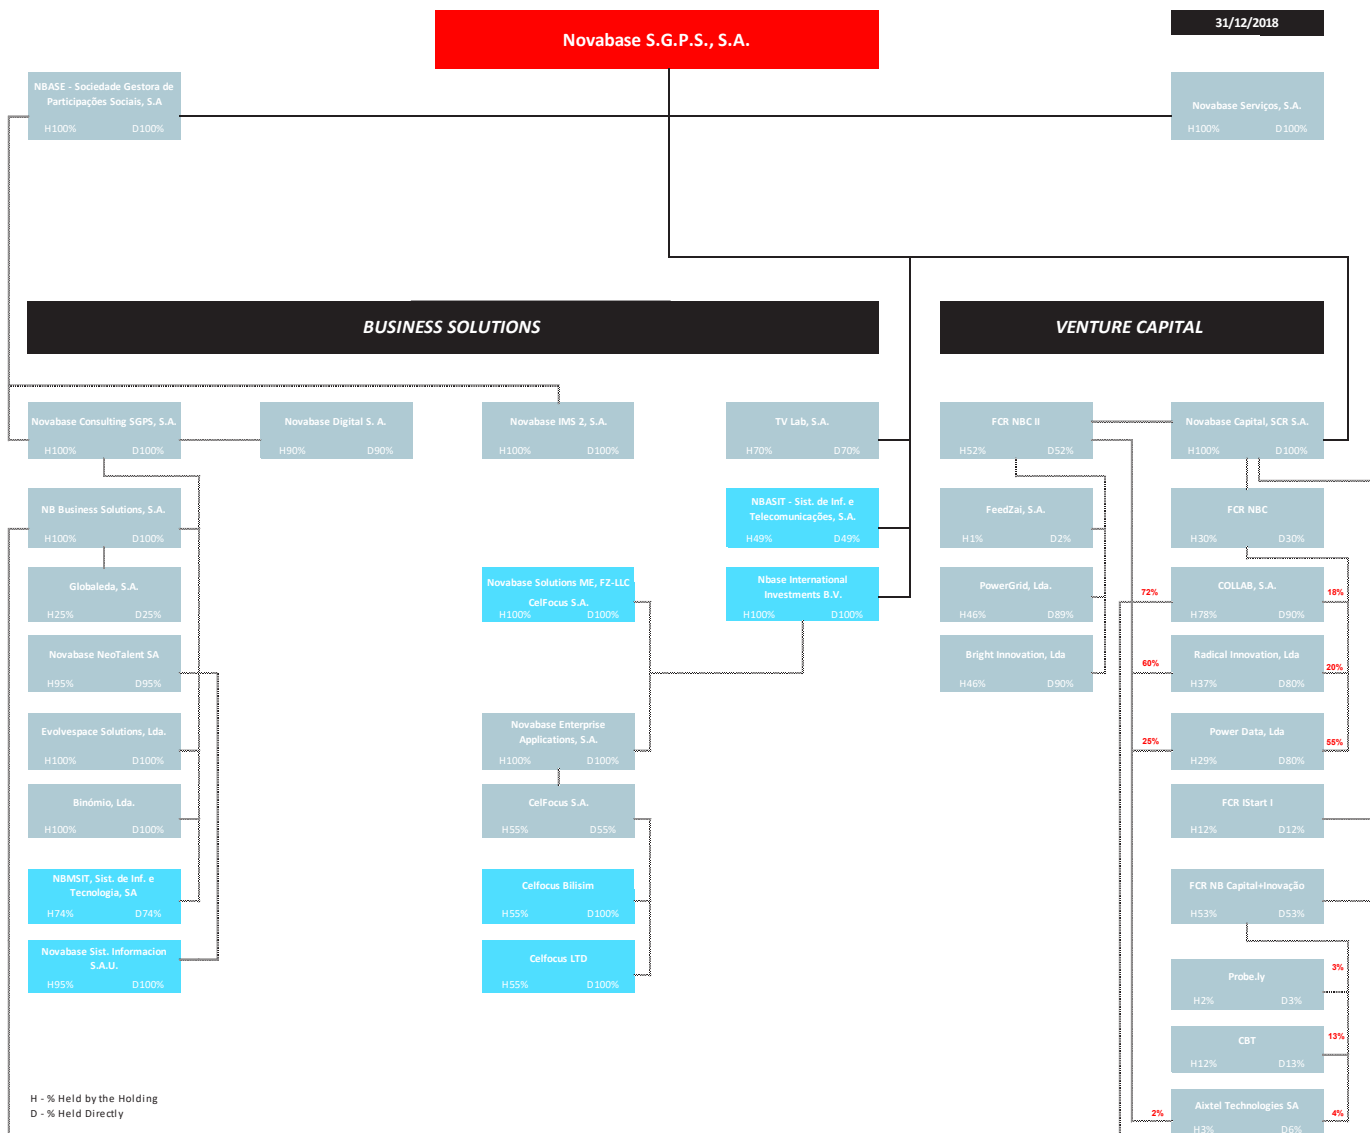 Novabase S.G.P.S., S.A.
31/12/2018
NBASE - Sociedade Gestora de
Participações Sociais, S.A
H100% D100%
Novabase Serviços, S.A.
H100% D100%
BUSINESS SOLUTIONS
VENTURE CAPITAL
Novabase Consulting SGPS, S.A.
H100% D100%
Novabase Digital S. A.
H90% D90%
Novabase IMS 2, S.A.
H100% D100%
TV Lab, S.A.
H70% D70%
FCR NBC II
H52% D52%
Novabase Capital, SCR S.A.
H100% D100%
NB Business Solutions, S.A.
H100% D100%
NBASIT - Sist. de Inf. e
Telecomunicações, S.A.
H49% D49%
FeedZai, S.A.
H1% D2%
FCR NBC
H30% D30%
Globaleda, S.A.
H25% D25%
Novabase Solutions ME, FZ-LLC
CelFocus S.A.
H100% D100%
Nbase International
Investments B.V.
H100% D100%
PowerGrid, Lda.
H46% D89%
72%
COLLAB, S.A.
H78% D90%
18%
Novabase NeoTalent SA
H95% D95%
Bright Innovation, Lda
H46% D90%
60%
Radical Innovation, Lda
H37% D80%
20%
Evolvespace Solutions, Lda.
H100% D100%
Novabase Enterprise
Applications, S.A.
H100% D100%
25%
Power Data, Lda
H29% D80%
55%
Binómio, Lda.
H100% D100%
CelFocus S.A.
H55% D55%
FCR IStart I
H12% D12%
NBMSIT, Sist. de Inf. e
Tecnologia, SA
H74% D74%
Celfocus Bilisim
H55% D100%
FCR NB Capital+Inovação
H53% D53%
Novabase Sist. Informacion
S.A.U.
H95% D100%
Celfocus LTD
H55% D100%
Probe.ly
H2% D3%
3%
CBT
H12% D13%
13%
Aixtel Technologies SA
H3% D6%
2%
4%
H - % Held by the Holding
D - % Held Directly